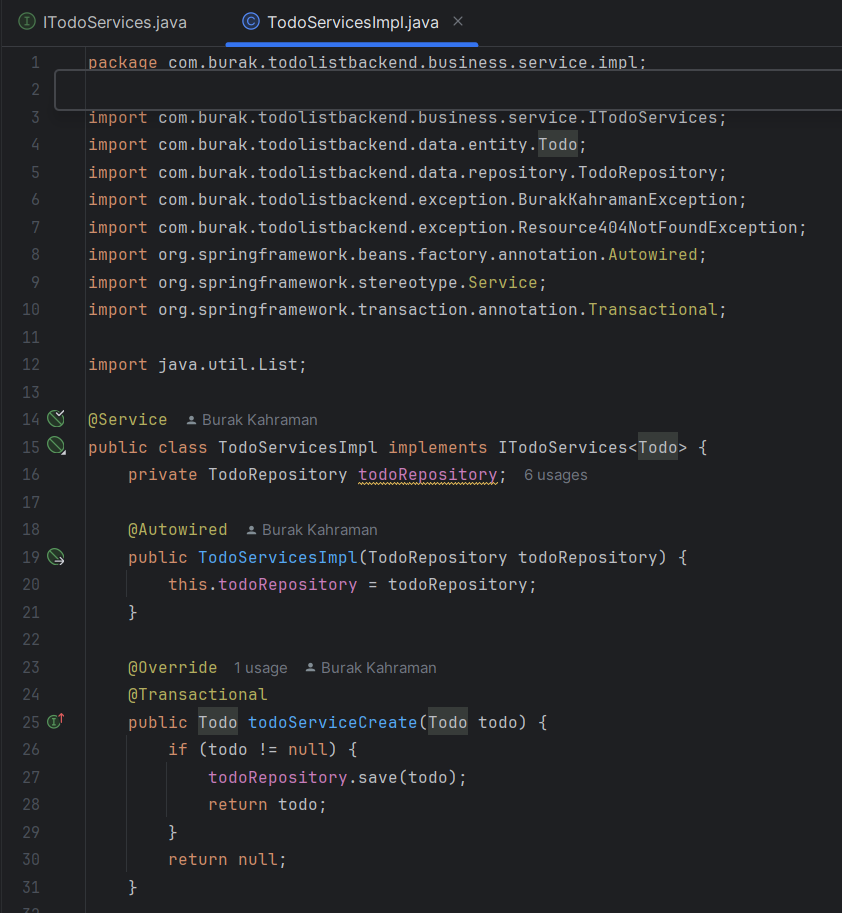 ITodoServices.java
TodoServicesImpl.java
1 package com.burak.todolistbackend.business.service.impl;
2
3 import com.burak.todolistbackend.business.service.ITodoServices;
4 import com.burak.todolistbackend.data.entity.Todo;
5 import com.burak.todolistbackend.data.repository.TodoRepository;
6 import com.burak.todolistbackend.exception.BurakKahramanException;
7 import com.burak.todolistbackend.exception.Resource404NotFoundException;
8 import org.springframework.beans.factory.annotation.Autowired;
9 import org.springframework.stereotype.Service;
10 import org.springframework.transaction.annotation.Transactional;
11
12 import java.util.List;
13
14 @Service Burak Kahraman
15 public class TodoServicesImpl implements ITodoServices<Todo> {
16 private TodoRepository todoRepository; 6 usages
17
18 @Autowired Burak Kahraman
19 public TodoServicesImpl(TodoRepository todoRepository) {
20 this.todoRepository = todoRepository;
21 }
22
23 @Override 1 usage Burak Kahraman
24 @Transactional
25 public Todo todoServiceCreate(Todo todo) {
26 if (todo != null) {
27 todoRepository.save(todo);
28 return todo;
29 }
30 return null;
31 }
32